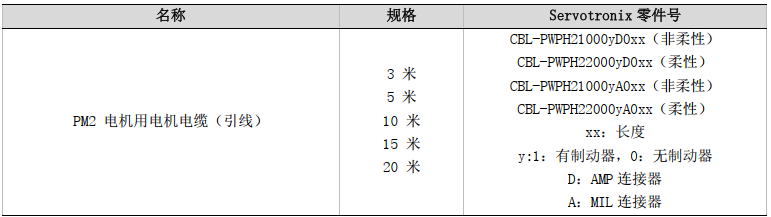 名称 规格 Servotronix 零件号
PM2 电机用电机电缆（引线）
3 米
5 米
10 米
15 米
20 米
CBL-PWPH21000yD0xx（非柔性）
CBL-PWPH22000yD0xx（柔性）
CBL-PWPH21000yA0xx（非柔性）
CBL-PWPH22000yA0xx（柔性）
xx：长度
y:1：有制动器，0：无制动器
D：AMP 连接器
A：MIL 连接器